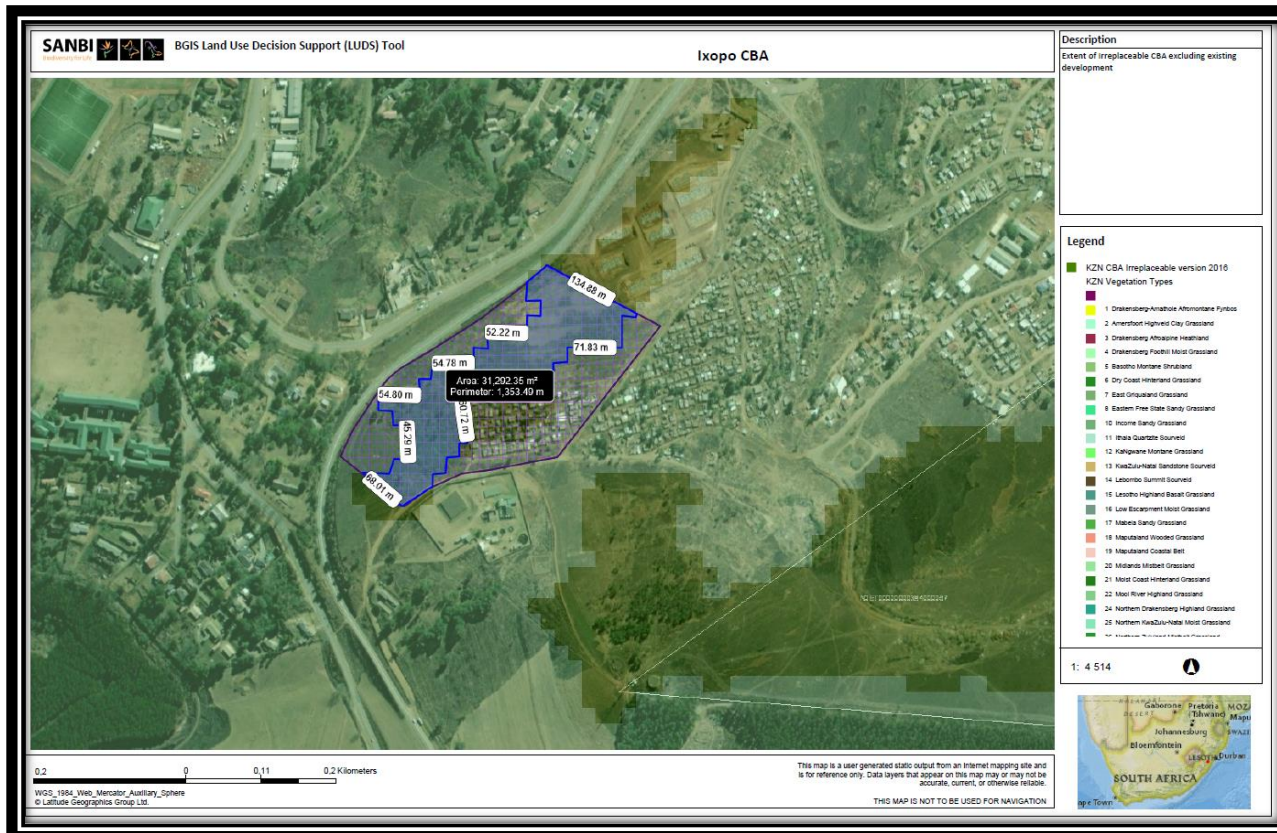 SANBI
Biodiversity for Life
BGIS Land Use Decision Support (LUDS) Tool
Ixopo CBA
Description
Extent of Irreplaceable CBA excluding existing
development
134.88 m
52.22 m
71.83 m
54.78 m
Area: 31,292.35 m²
Perimeter: 1,353.49 m
54.80 m
60.72 m
45.29 m
68.01 m
Legend
KZN CBA Irreplaceable version 2016
KZN Vegetation Types
1 Drakensberg-Amathole Afromontane Fynbos
2 Amersfoort Highveld Clay Grassland
3 Drakensberg Afroalpine Heathland
4 Drakensberg Foothill Moist Grassland
5 Basotho Montane Shrubland
6 Dry Coast Hinterland Grassland
7 East Griqualand Grassland
8 Eastern Free State Sandy Grassland
10 Income Sandy Grassland
11 Ithala Quartzite Sourveld
12 KaNgwane Montane Grassland
13 KwaZulu-Natal Sandstone Sourveld
14 Lebombo Summit Sourveld
15 Lesotho Highland Basalt Grassland
16 Low Escarpment Moist Grassland
17 Mabela Sandy Grassland
18 Maputaland Wooded Grassland
19 Maputaland Coastal Belt
20 Midlands Mistbelt Grassland
21 Moist Coast Hinterland Grassland
22 Mooi River Highland Grassland
24 Northern Drakensberg Highland Grassland
25 Northern KwaZulu-Natal Moist Grassland
1: 4 514
Gaborone Pretoria MOZ
DESERT (Tshwane) Mapu
Johannesburg SWAZI
Bloemfontein
LESOTHO Durban
SOUTH AFRICA
ape Town
0,2 0 0,11 0,2 Kilometers
WGS_1984_Web_Mercator_Auxiliary_Sphere
© Latitude Geographics Group Ltd.
This map is a user generated static output from an Internet mapping site and
is for reference only. Data layers that appear on this map may or may not be
accurate, current, or otherwise reliable.
THIS MAP IS NOT TO BE USED FOR NAVIGATION